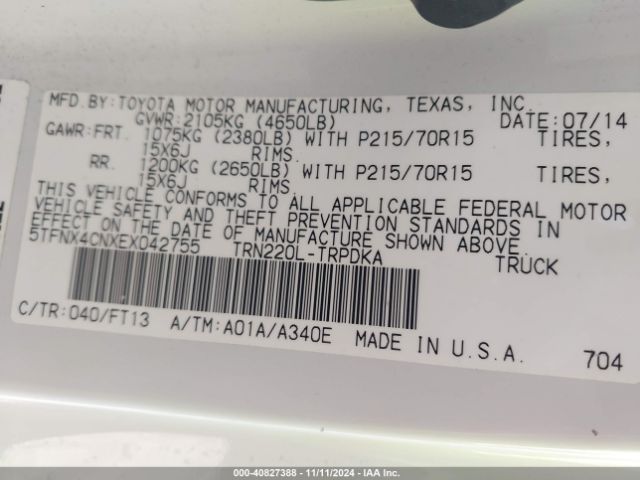 MFD.BY:TOYOTA MOTOR MANUFACTURING, TEXAS, INC.
GVWR:2105KG (4650LB) DATE:07/14
GAWR:FRT. 1075KG (2380LB) WITH P215/70R15 TIRES,
15X6J RIMS.
RR. 1200KG (2650LB) WITH P215/70R15 TIRES,
15X6J RIMS.
THIS VEHICLE CONFORMS TO ALL APPLICABLE FEDERAL MOTOR
VEHICLE SAFETY AND THEFT PREVENTION STANDARDS IN
EFFECT ON THE DATE OF MANUFACTURE SHOWN ABOVE.
5TFNX4CNXEX042755 TRN220L-TRPDKA TRUCK
C/TR:040/FT13 A/TM:A01A/A340E MADE IN U.S.A. 704
000-40827388 - 11/11/2024 - IAA Inc.